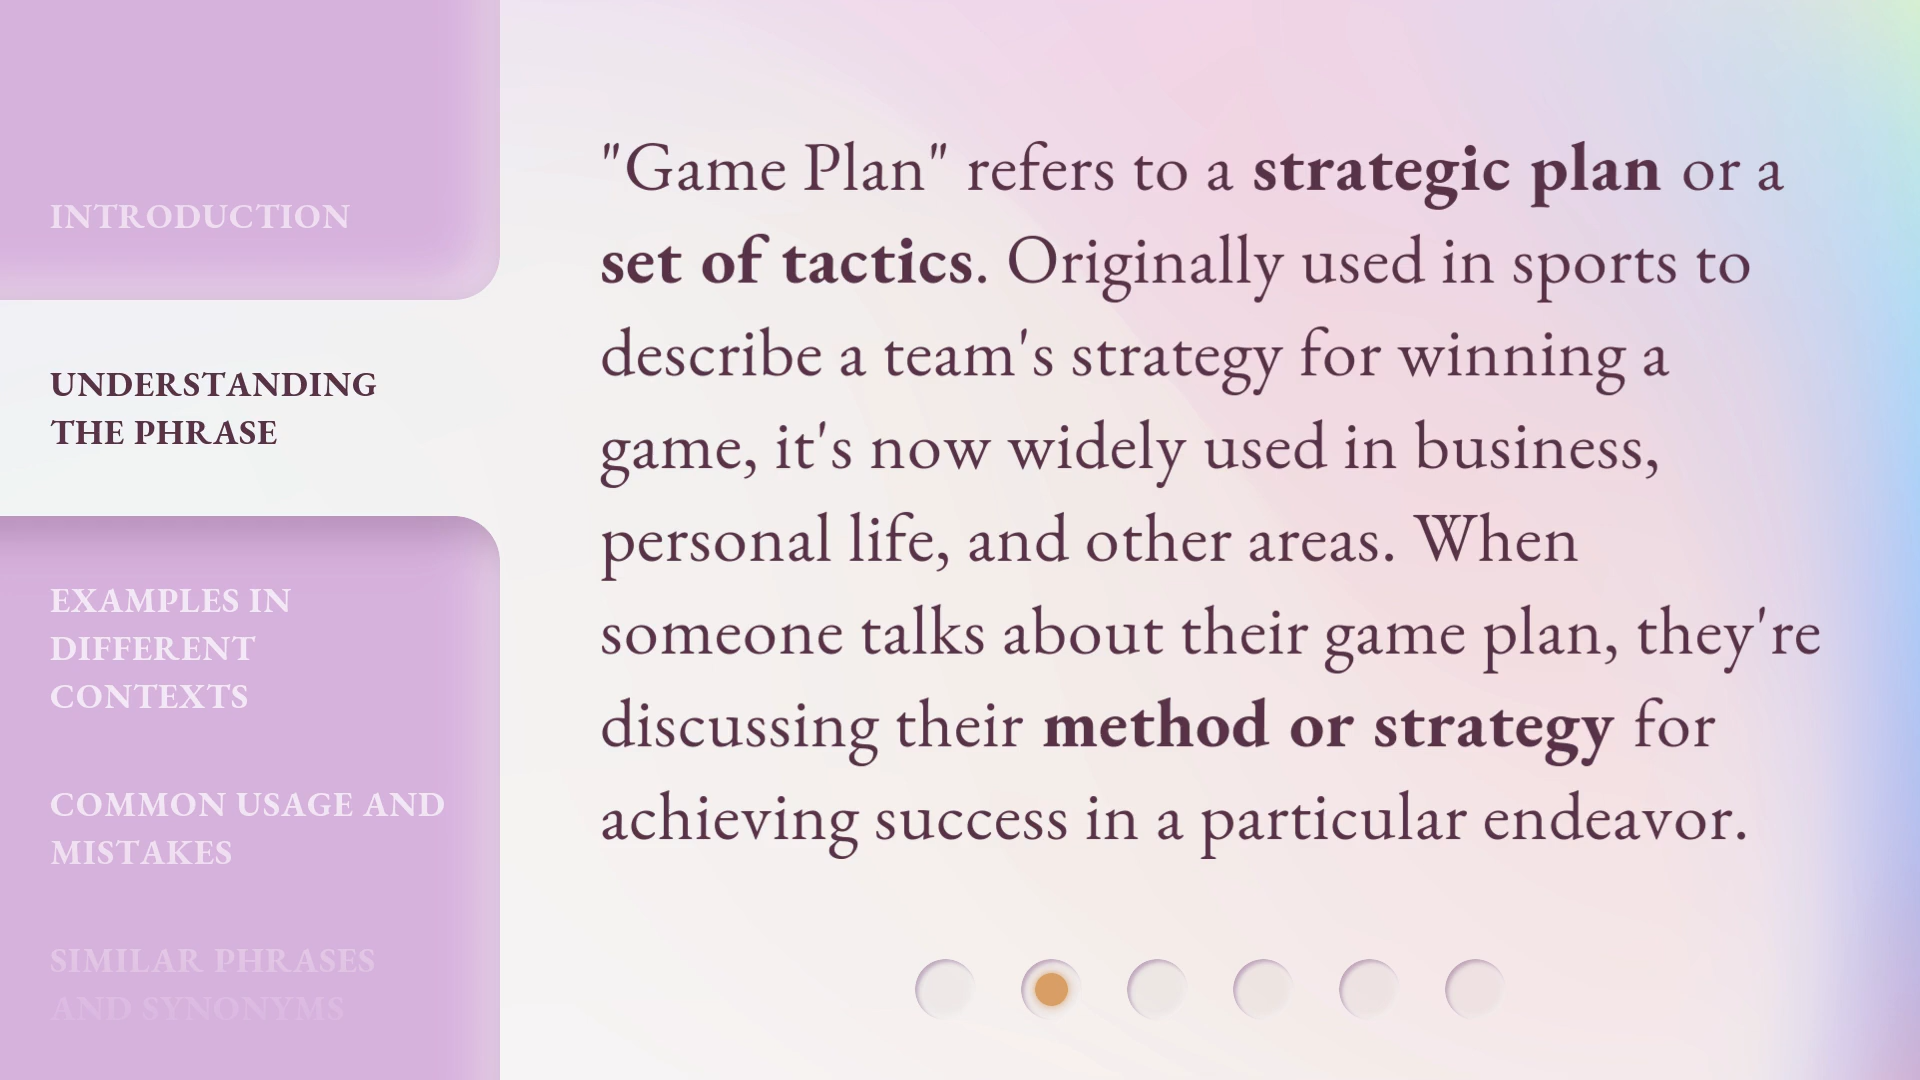 INTRODUCTION
UNDERSTANDING
THE PHRASE
EXAMPLES IN
DIFFERENT
CONTEXTS
COMMON USAGE AND
MISTAKES
SIMILAR PHRASES
AND SYNONYMS
"Game Plan" refers to a strategic plan or a
set of tactics. Originally used in sports to
describe a team's strategy for winning a
game, it's now widely used in business,
personal life, and other areas. When
someone talks about their game plan, they're
discussing their method or strategy for
achieving success in a particular endeavor.